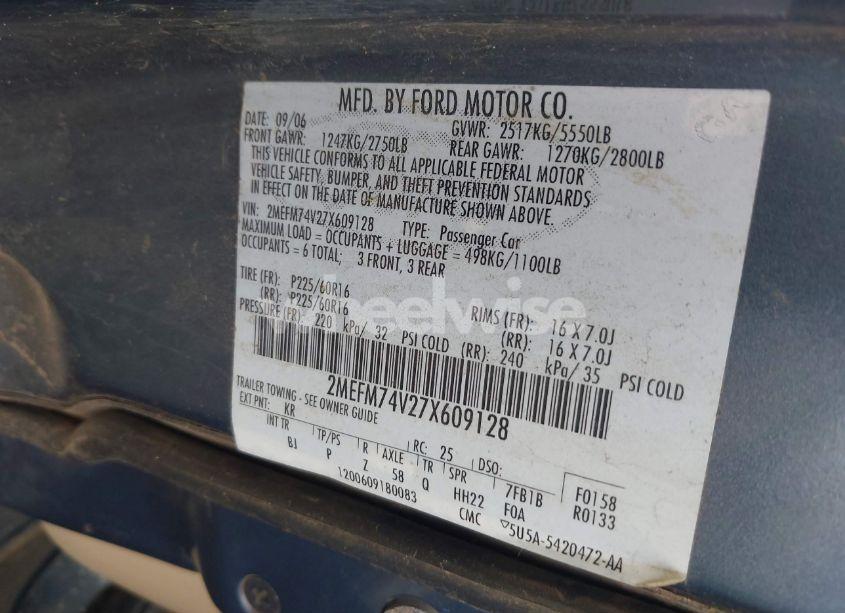 MFD. BY FORD MOTOR CO.
DATE: 09/06 GVWR: 2517KG/5550LB
FRONT GAWR: 1247KG/2750LB REAR GAWR: 1270KG/2800LB
THIS VEHICLE CONFORMS TO ALL APPLICABLE FEDERAL MOTOR
VEHICLE SAFETY, BUMPER, AND THEFT PREVENTION STANDARDS
IN EFFECT ON THE DATE OF MANUFACTURE SHOWN ABOVE.
VIN: 2MEFM74V27X609128 TYPE: Passenger Car
MAXIMUM LOAD = OCCUPANTS + LUGGAGE = 498KG/1100LB
OCCUPANTS = 6 TOTAL; 3 FRONT, 3 REAR
TIRE (FR): P225/60R16 RIMS (FR): 16 X 7.0J
(RR): P225/60R16 (RR): 16 X 7.0J
PRESSURE (FR): 220 kPa/ 32 PSI COLD (RR): 240 kPa/ 35 PSI COLD
wheelwise
2MEFM74V27X609128
TRAILER TOWING - SEE OWNER GUIDE
EXT PNT: KR RC: 25 DSO:
INT TR TP/PS R AXLE TR SPR 7FB1B F0158
BJ P Z 58 Q HH22 FOA R0133
1200609180083 CMC ▽5U5A-5420472-AA